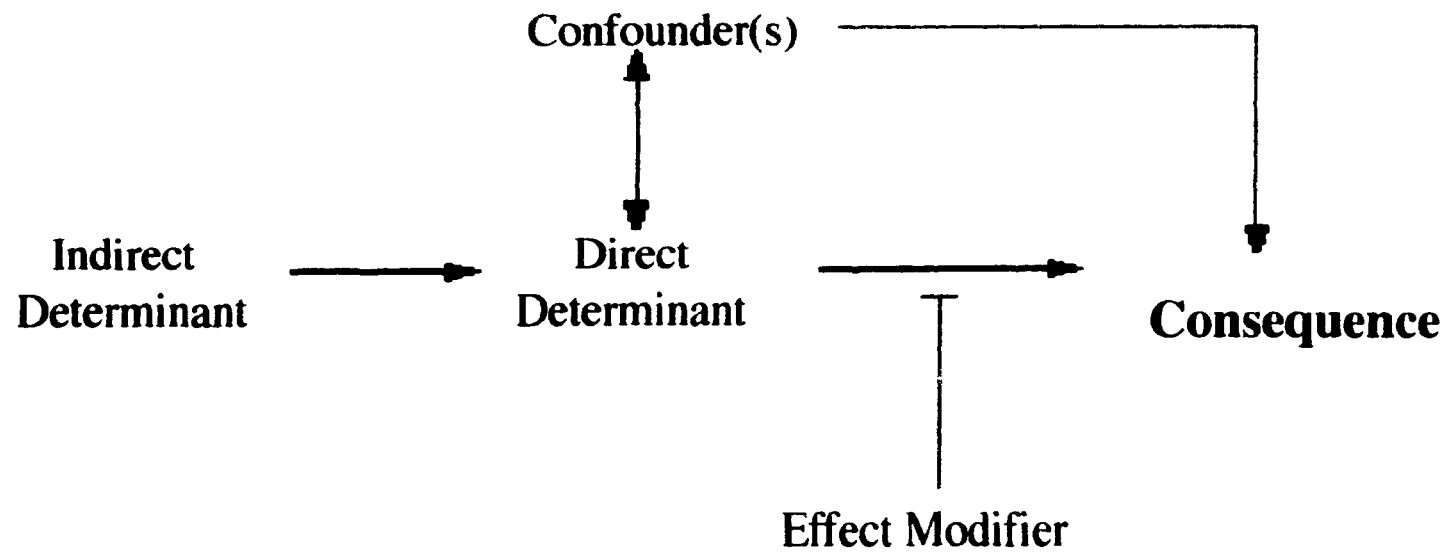 Confounder(s)
Indirect
Determinant
Direct
Determinant
Consequence
Effect Modifier